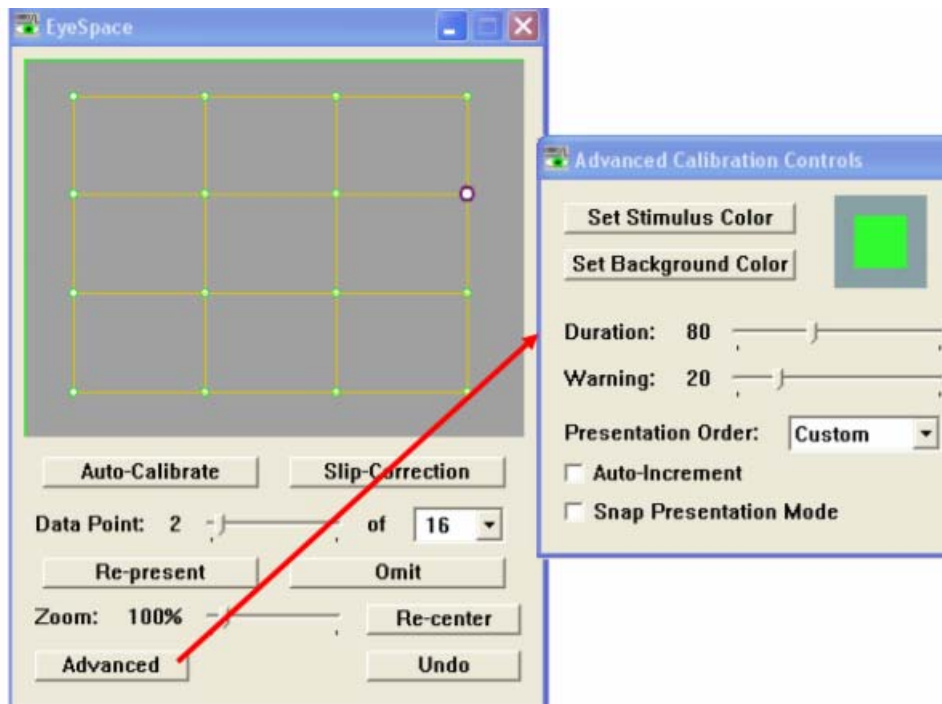 EyeSpace
Auto-Calibrate Slip-Correction
Data Point: 2 of 16
Re-present Omit
Zoom: 100% Re-center
Advanced Undo
Advanced Calibration Controls
Set Stimulus Color
Set Background Color
Duration: 80
Warning: 20
Presentation Order: Custom
Auto-Increment
Snap Presentation Mode